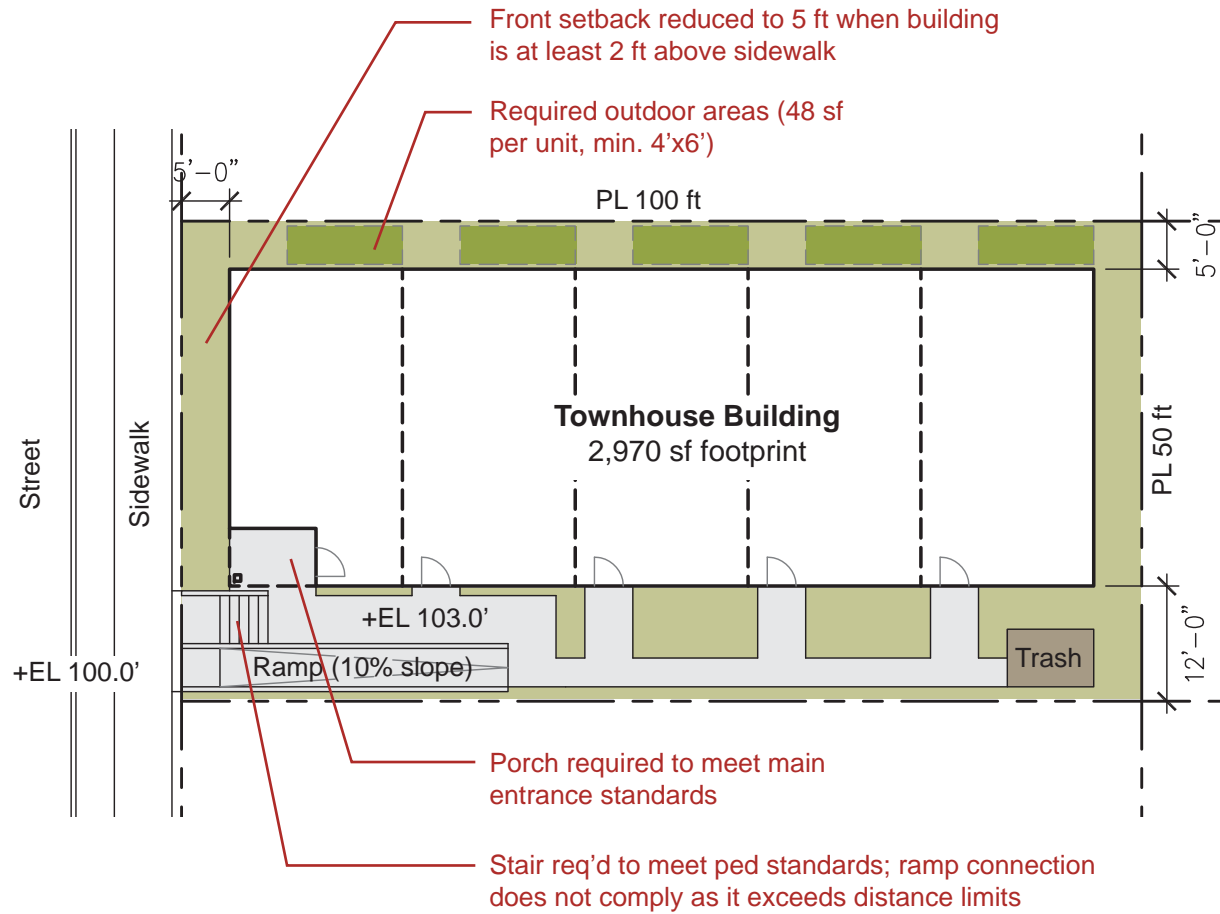 Front setback reduced to 5 ft when building
is at least 2 ft above sidewalk
Required outdoor areas (48 sf
per unit, min. 4’x6’)
5’–0”
PL 100 ft
5’–0”
Townhouse Building
2,970 sf footprint
Street
Sidewalk
PL 50 ft
+EL 103.0’
+EL 100.0’
Ramp (10% slope)
Trash
12’–0”
Porch required to meet main
entrance standards
Stair req’d to meet ped standards; ramp connection
does not comply as it exceeds distance limits